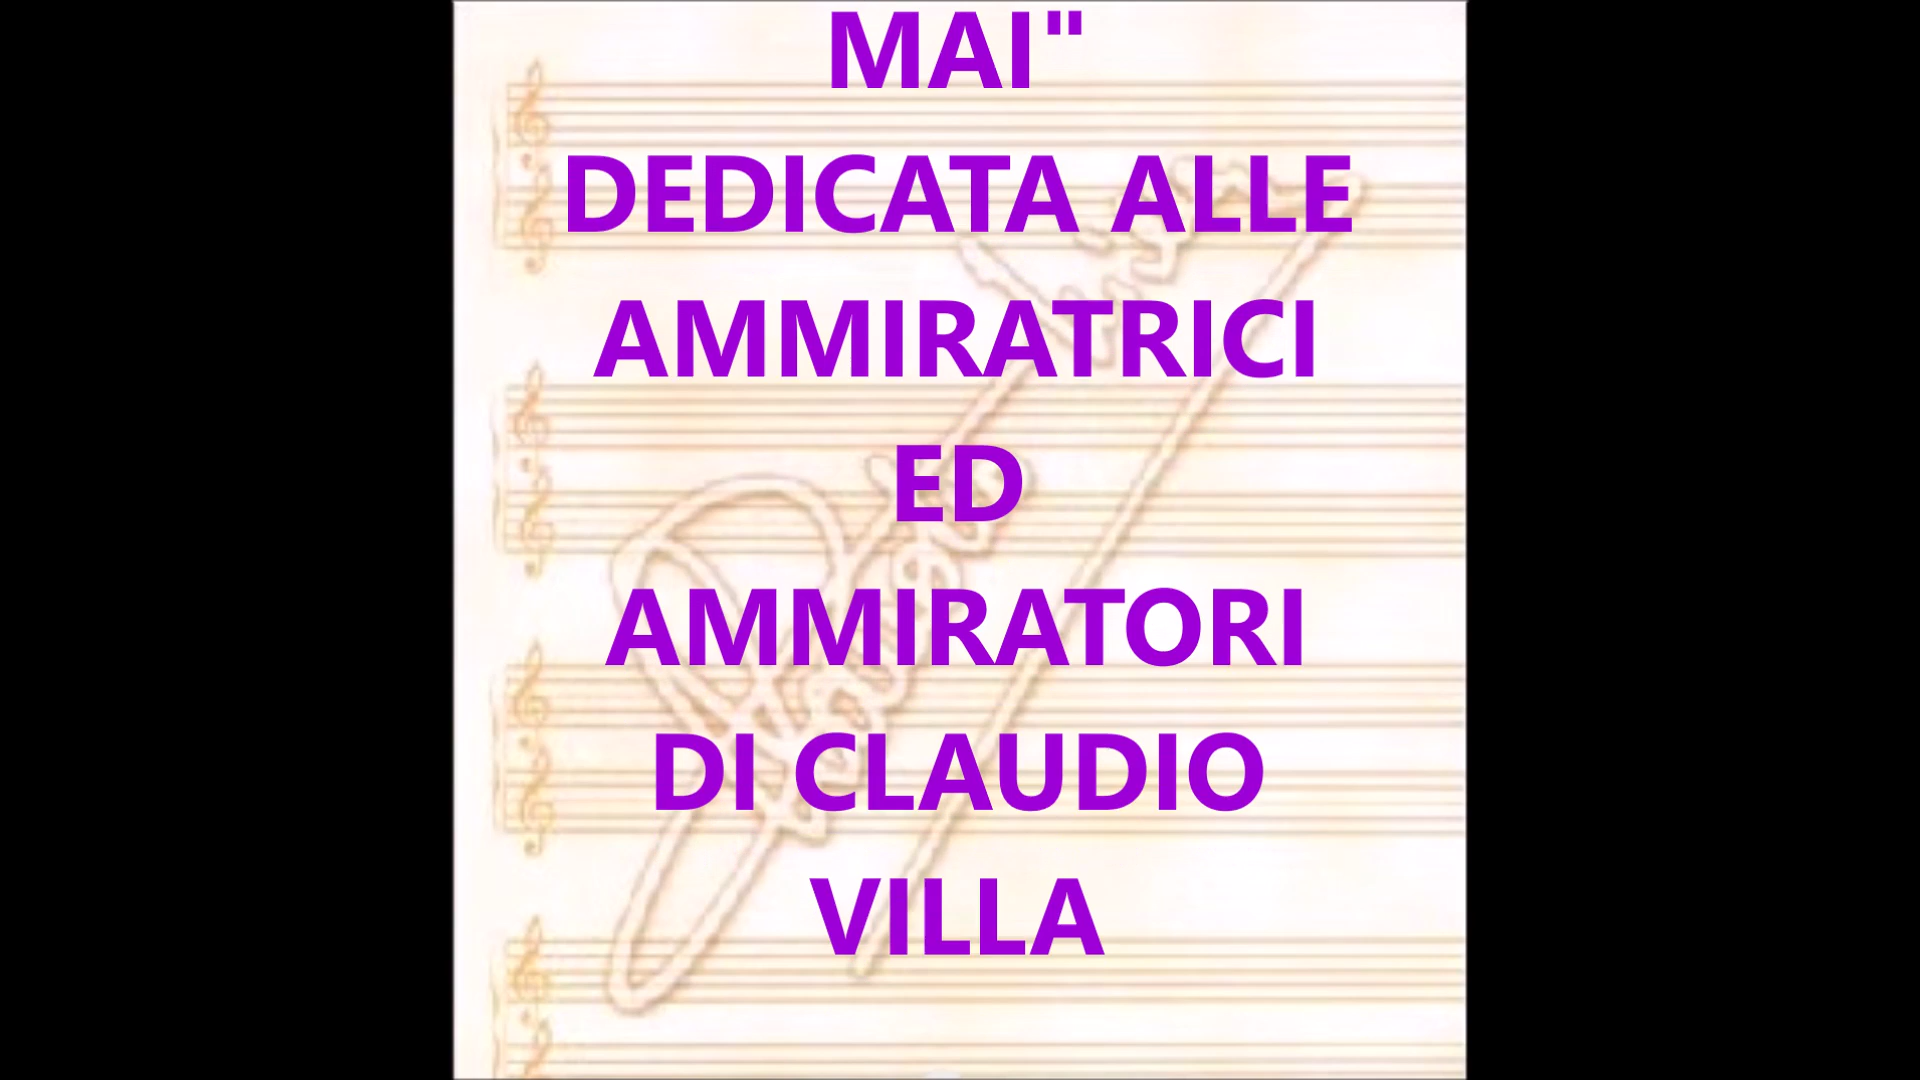 MAI"
DEDICATA ALLE
AMMIRATRICI
ED
AMMIRATORI
DI CLAUDIO
VILLA